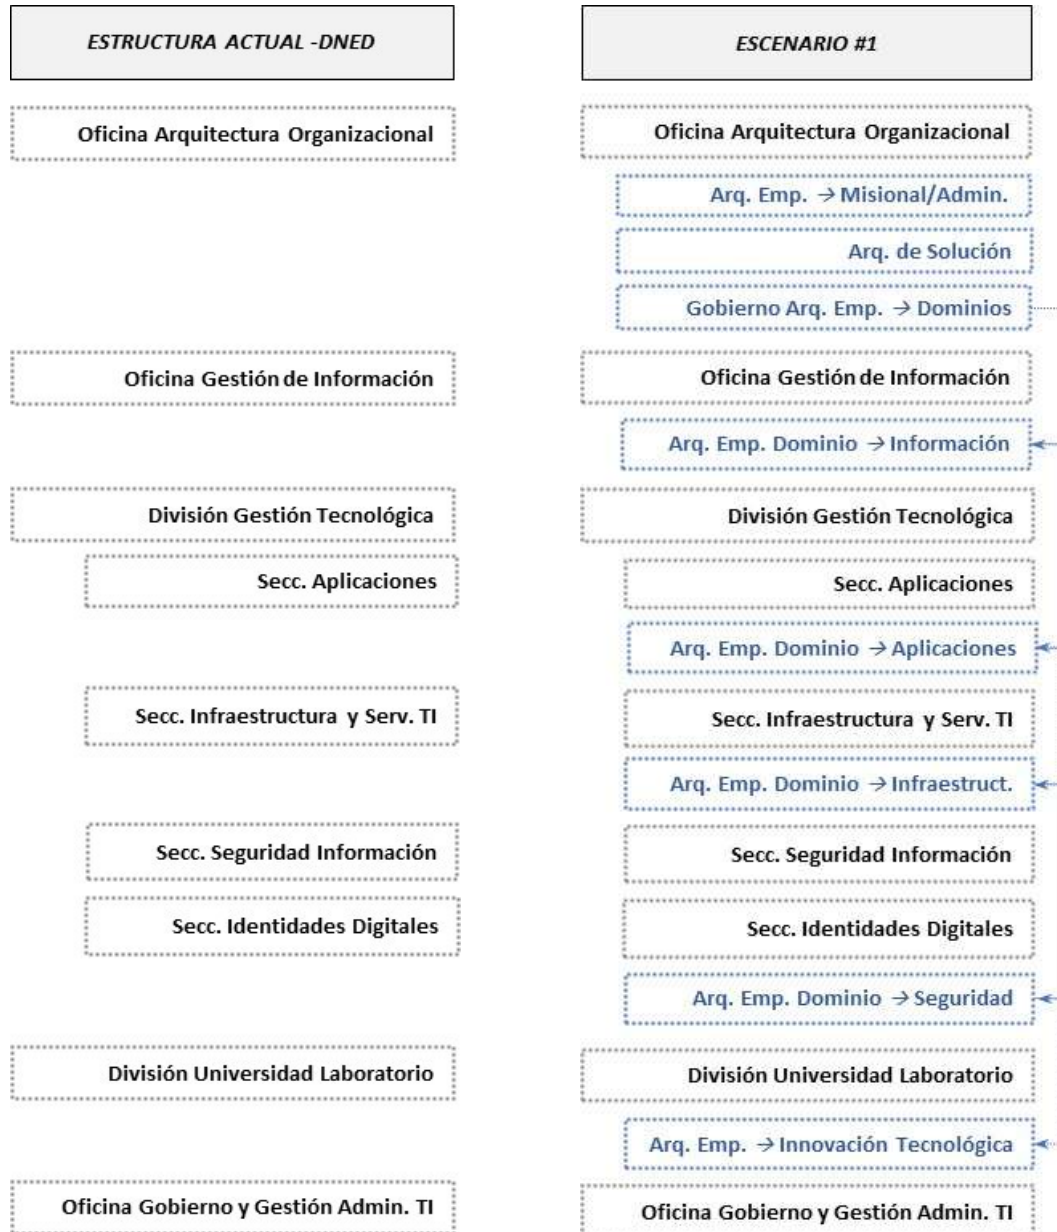 ESTRUCTURA ACTUAL -DNED
Oficina Arquitectura Organizacional
Oficina Gestión de Información
División Gestión Tecnológica
Secc. Aplicaciones
Secc. Infraestructura y Serv. TI
Secc. Seguridad Información
Secc. Identidades Digitales
División Universidad Laboratorio
Oficina Gobierno y Gestión Admin. TI
ESCENARIO #1
Oficina Arquitectura Organizacional
Arq. Emp. → Misional/Admin.
Arq. de Solución
Gobierno Arq. Emp. → Dominios
Oficina Gestión de Información
Arq. Emp. Dominio → Información
División Gestión Tecnológica
Secc. Aplicaciones
Arq. Emp. Dominio → Aplicaciones
Secc. Infraestructura y Serv. TI
Arq. Emp. Dominio → Infraestruct.
Secc. Seguridad Información
Secc. Identidades Digitales
Arq. Emp. Dominio → Seguridad
División Universidad Laboratorio
Arq. Emp. → Innovación Tecnológica
Oficina Gobierno y Gestión Admin. TI